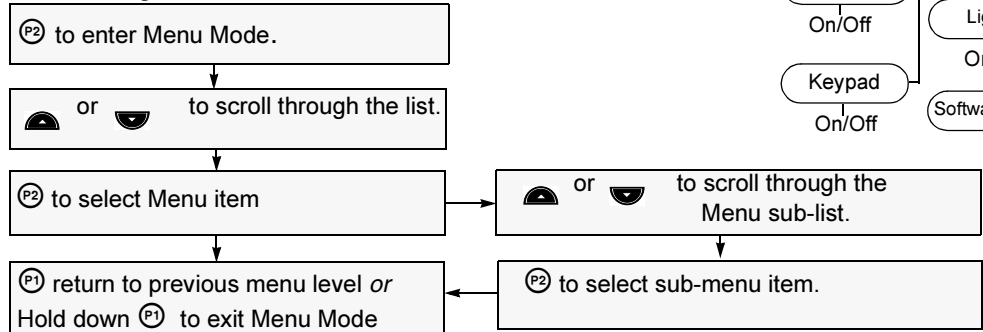 P2 to enter Menu Mode.
or to scroll through the list.
P2 to select Menu item
P1 return to previous menu level or
Hold down P1 to exit Menu Mode
or to scroll through the
Menu sub-list.
P2 to select sub-menu item.
On/Off
Keypad
On/Off